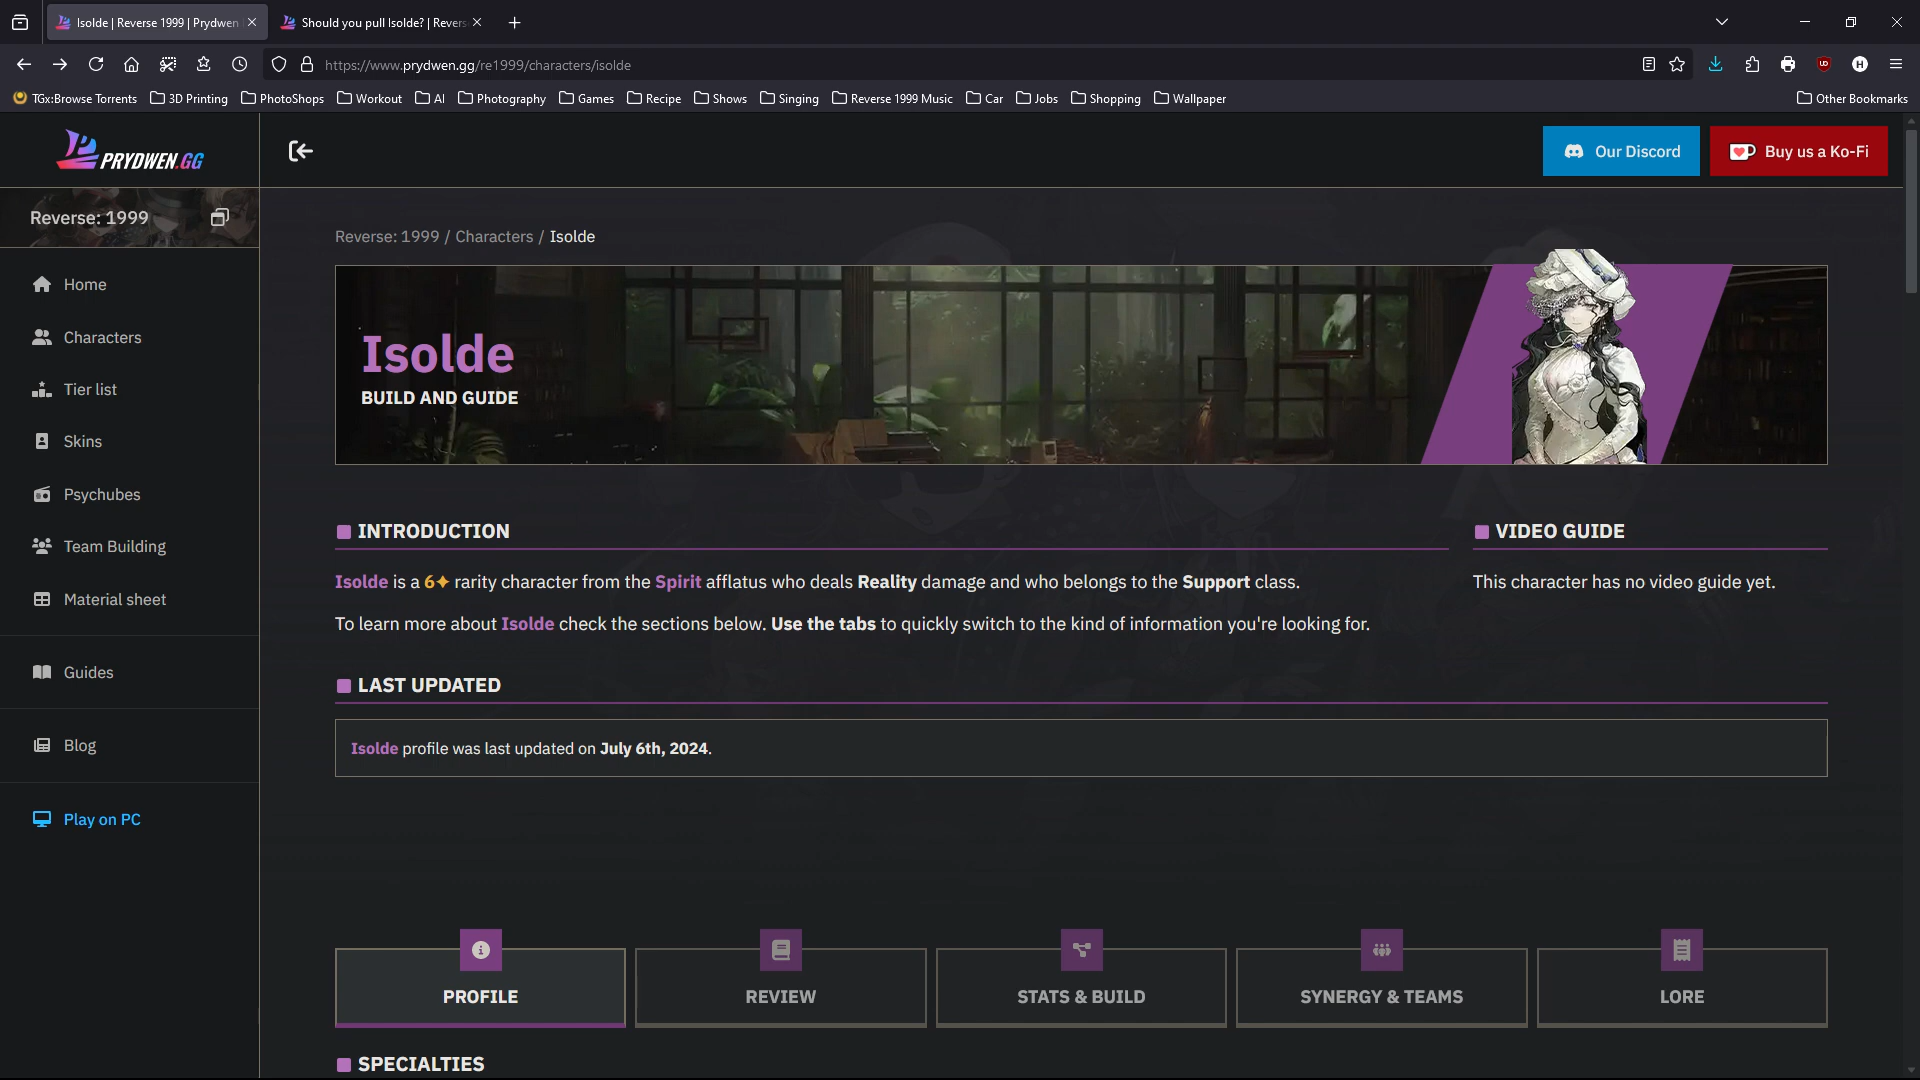 Isolde | Reverse 1999 | Prydwen
Should you pull Isolde? | Revers
https://www.prydwen.gg/re1999/characters/isolde
TGx:Browse Torrents
3D Printing
PhotoShops
Workout
AI
Photography
Games
Recipe
Shows
Singing
Reverse 1999 Music
Car
Jobs
Shopping
Wallpaper
Other Bookmarks
PRYDWEN.GG
Our Discord
Buy us a Ko-Fi
Reverse: 1999
Home
Characters
Tier list
Skins
Psychubes
Team Building
Material sheet
Guides
Blog
Play on PC
Reverse: 1999 / Characters / Isolde
Isolde
BUILD AND GUIDE
INTRODUCTION
Isolde is a 6✦ rarity character from the Spirit afflatus who deals Reality damage and who belongs to the Support class.
To learn more about Isolde check the sections below. Use the tabs to quickly switch to the kind of information you're looking for.
VIDEO GUIDE
This character has no video guide yet.
LAST UPDATED
Isolde profile was last updated on July 6th, 2024.
PROFILE
REVIEW
STATS & BUILD
SYNERGY & TEAMS
LORE
SPECIALTIES